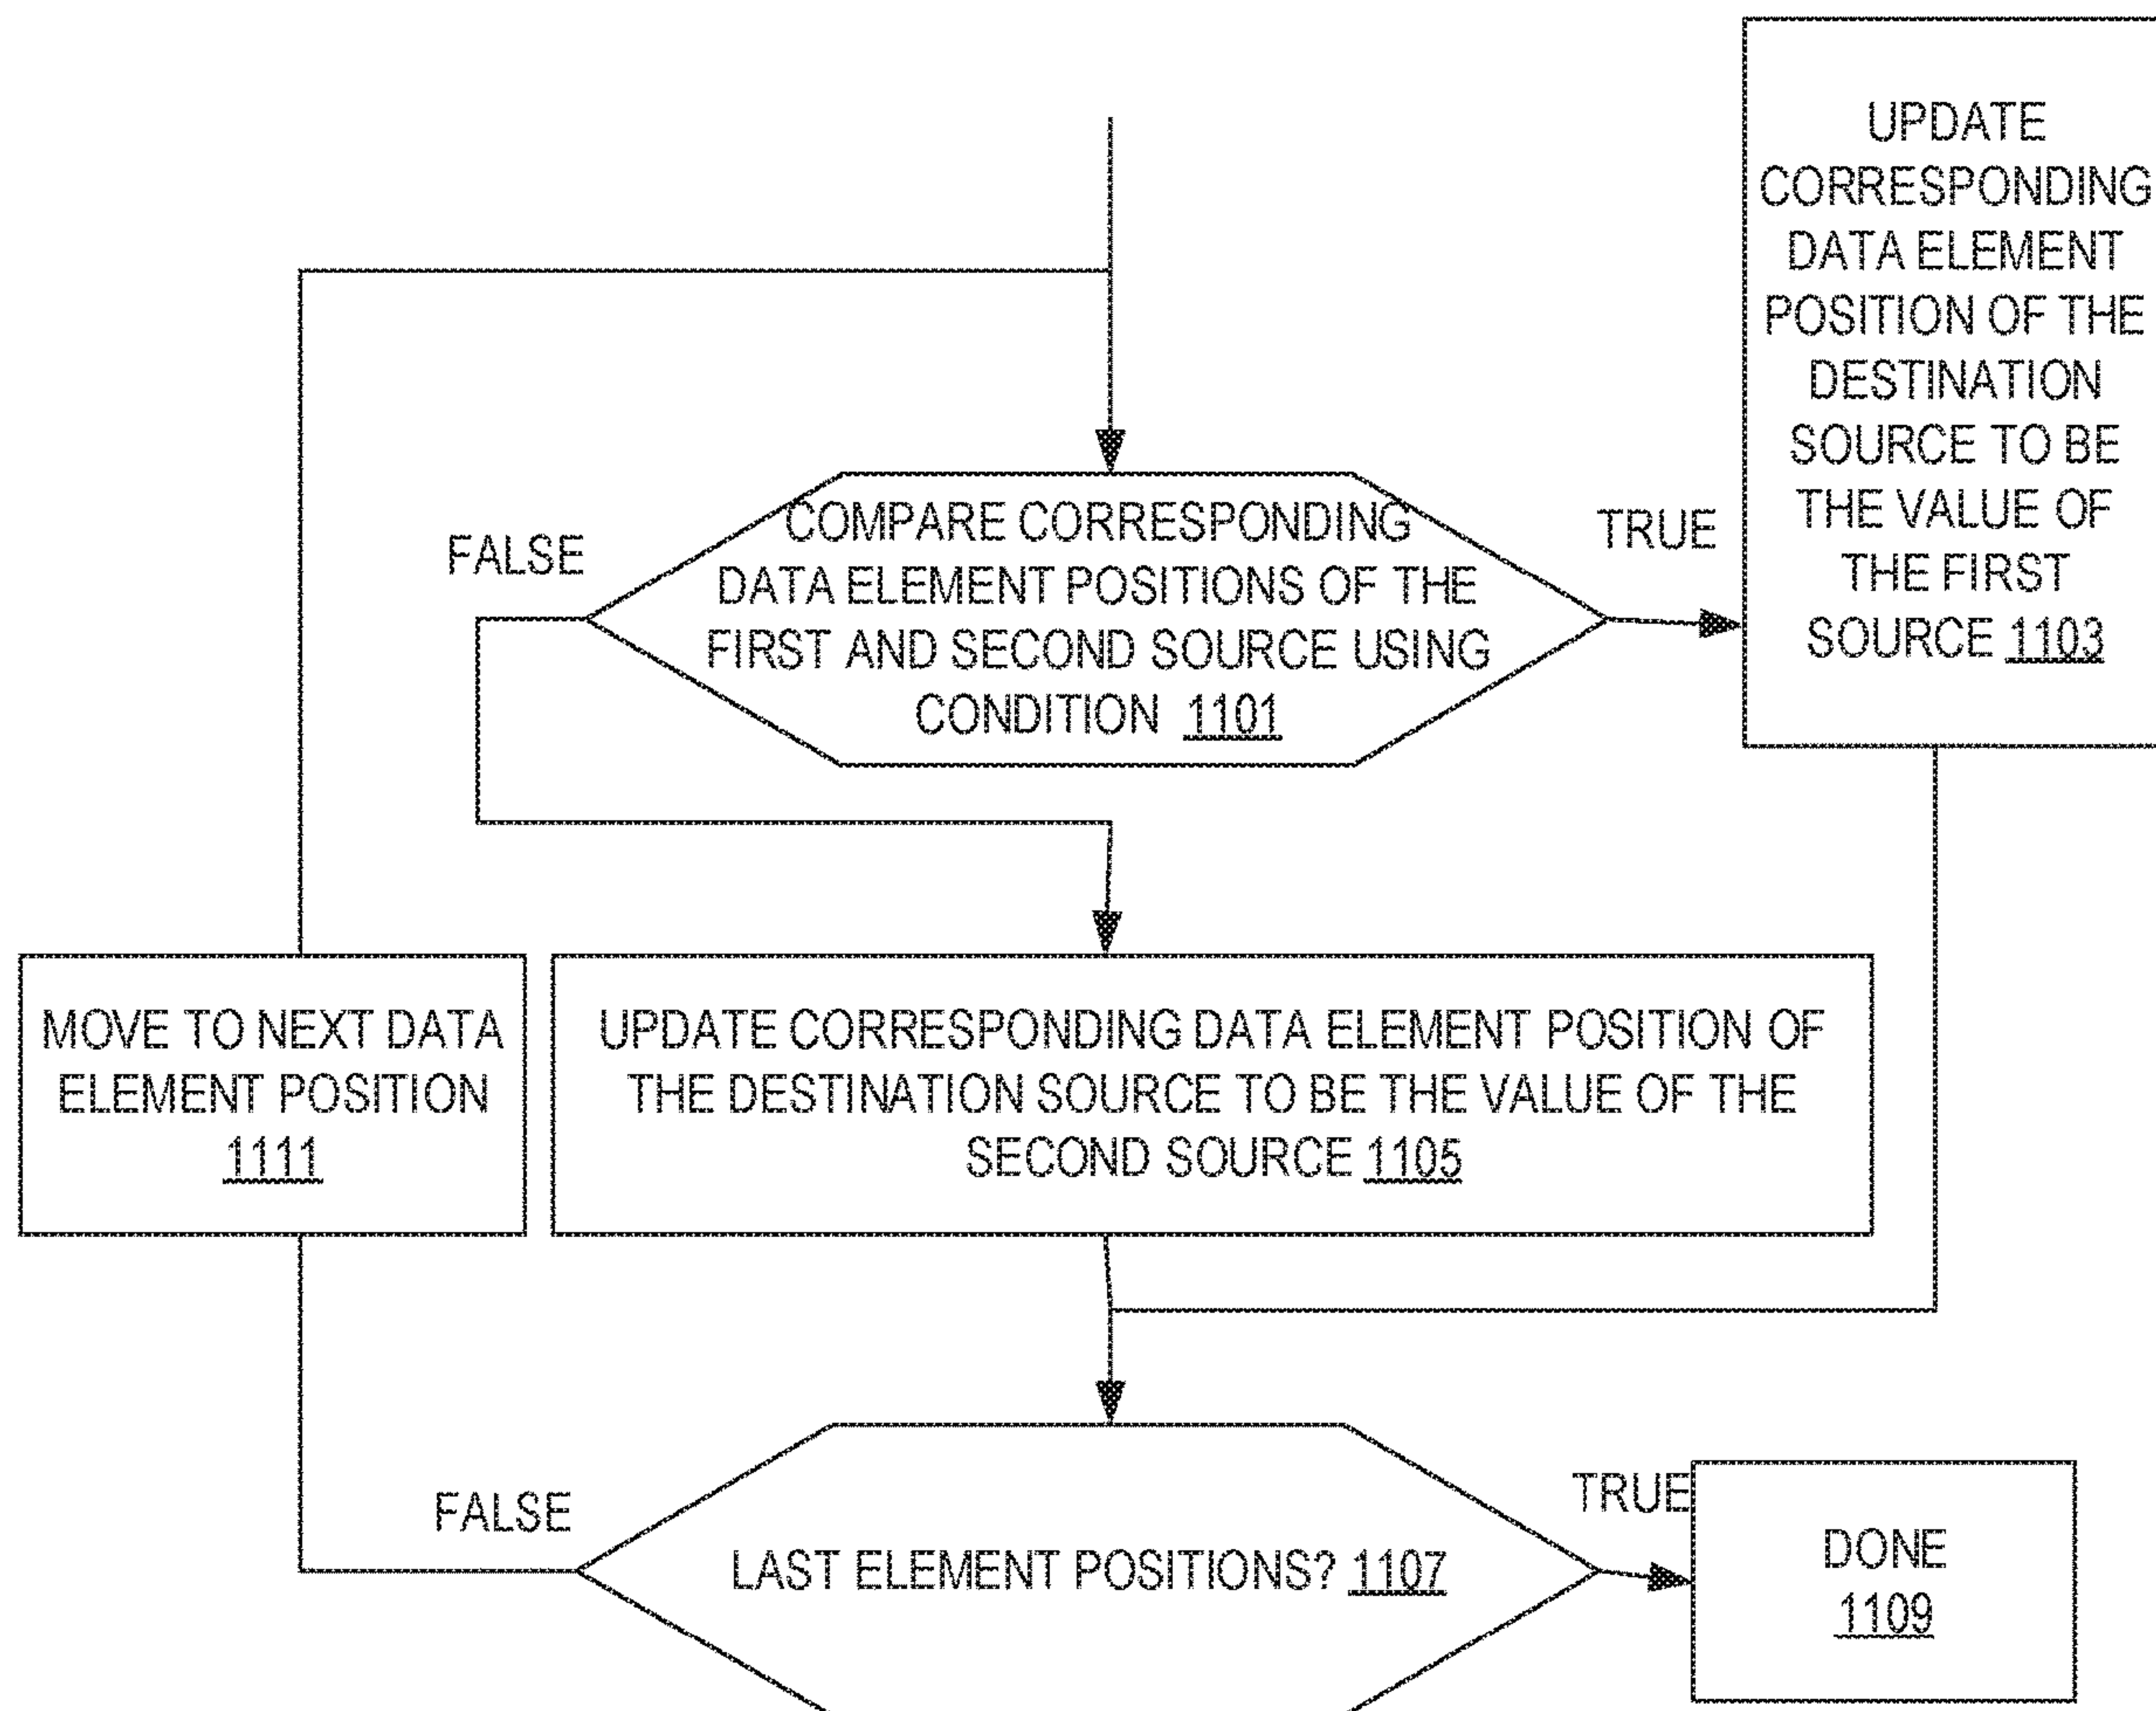 UPDATE
CORRESPONDING
DATA ELEMENT
POSITION OF THE
DESTINATION
SOURCE TO BE
THE VALUE OF
THE FIRST
SOURCE 1103
TRUE
FALSE
COMPARE CORRESPONDING
DATA ELEMENT POSITIONS OF THE
FIRST AND SECOND SOURCE USING
CONDITION 1101
MOVE TO NEXT DATA
ELEMENT POSITION
1111
UPDATE CORRESPONDING DATA ELEMENT POSITION OF
THE DESTINATION SOURCE TO BE THE VALUE OF THE
SECOND SOURCE 1105
FALSE
LAST ELEMENT POSITIONS? 1107
TRUE
DONE
1109